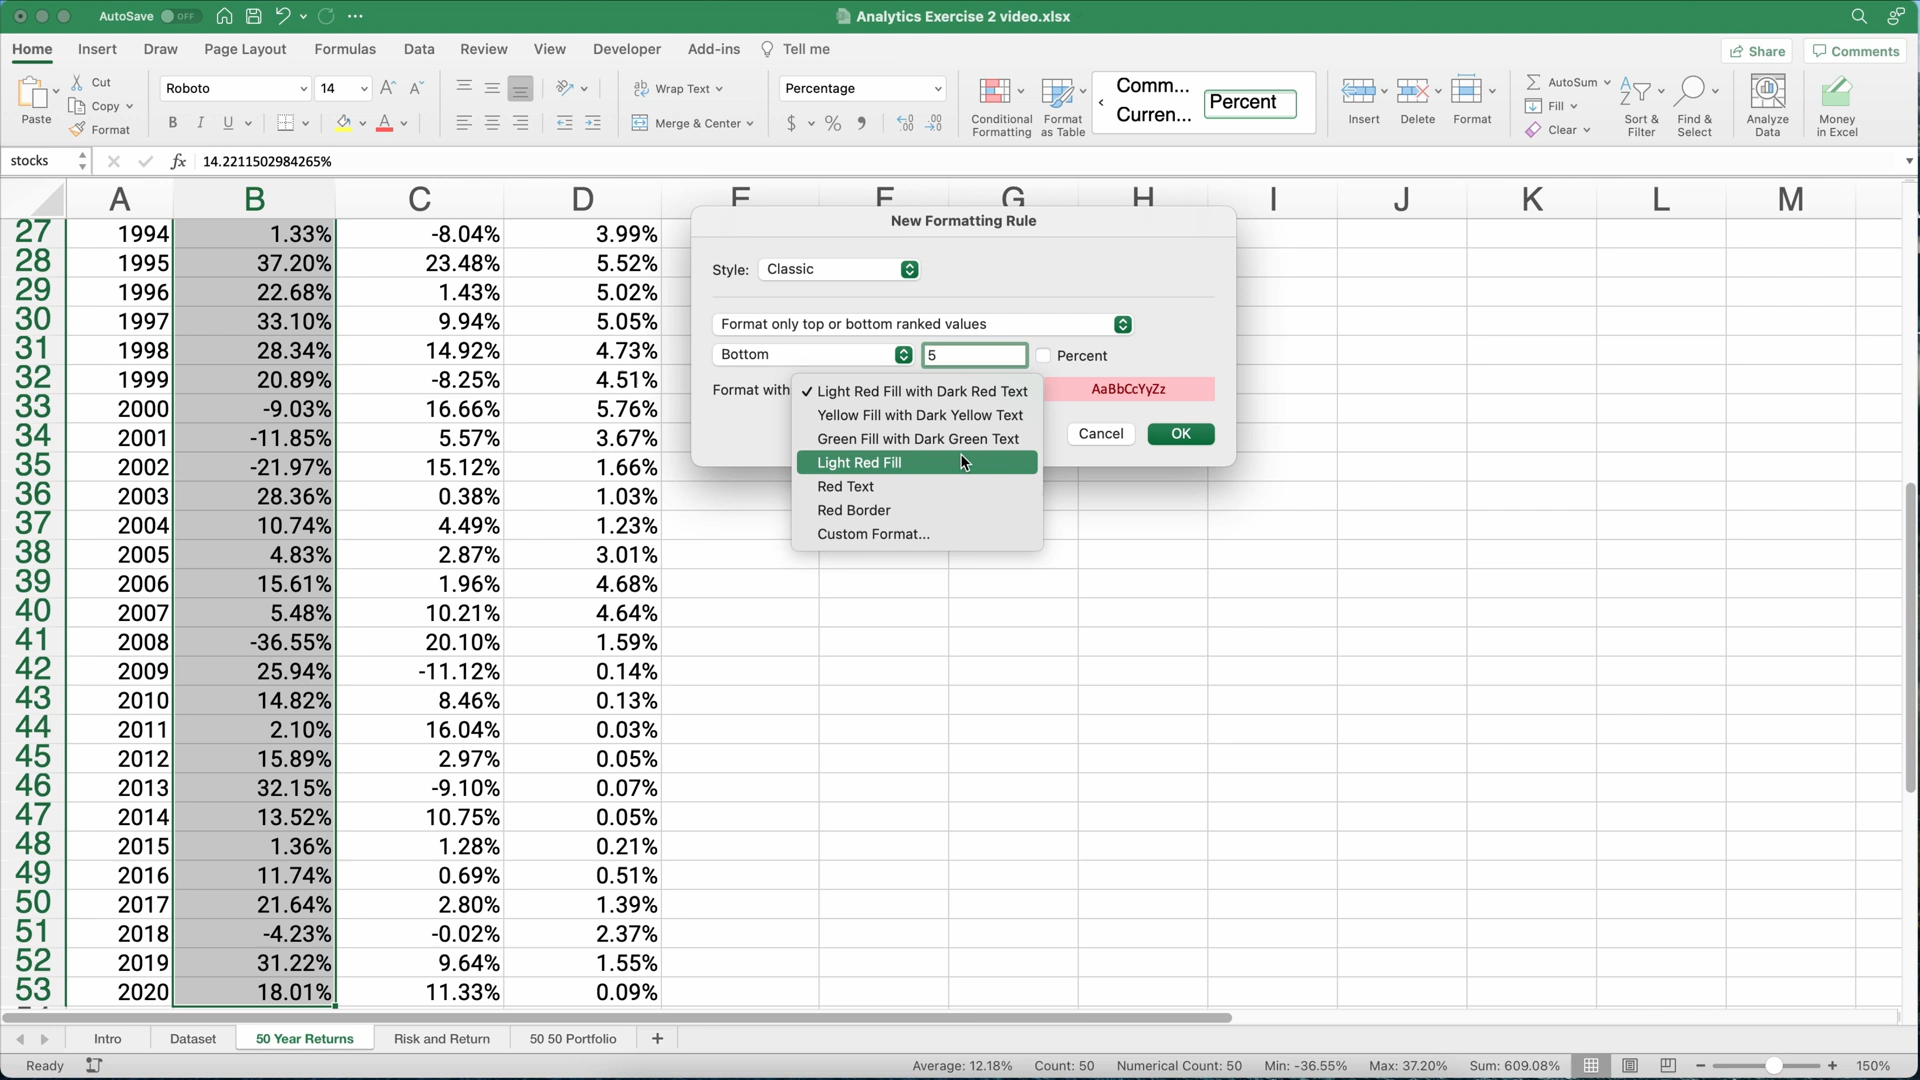 AutoSave OFF Analytics Exercise 2 video.xlsx
Home Insert Draw Page Layout Formulas Data Review View Developer Add-ins Tell me Share Comments
Paste Cut Copy Format
Roboto 14
B I U
Wrap Text
Merge & Center
Percentage
$ %
Conditional Formatting
Format as Table
Comm...
Curren...
Percent
Insert Delete Format
AutoSum
Fill
Clear
Sort & Filter
Find & Select
Analyze Data
Money in Excel
stocks fx 14.2211502984265%
A B C D E F G H I J K L M
27 1994 1.33% -8.04% 3.99%
28 1995 37.20% 23.48% 5.52%
29 1996 22.68% 1.43% 5.02%
30 1997 33.10% 9.94% 5.05%
31 1998 28.34% 14.92% 4.73%
32 1999 20.89% -8.25% 4.51%
33 2000 -9.03% 16.66% 5.76%
34 2001 -11.85% 5.57% 3.67%
35 2002 -21.97% 15.12% 1.66%
36 2003 28.36% 0.38% 1.03%
37 2004 10.74% 4.49% 1.23%
38 2005 4.83% 2.87% 3.01%
39 2006 15.61% 1.96% 4.68%
40 2007 5.48% 10.21% 4.64%
41 2008 -36.55% 20.10% 1.59%
42 2009 25.94% -11.12% 0.14%
43 2010 14.82% 8.46% 0.13%
44 2011 2.10% 16.04% 0.03%
45 2012 15.89% 2.97% 0.05%
46 2013 32.15% -9.10% 0.07%
47 2014 13.52% 10.75% 0.05%
48 2015 1.36% 1.28% 0.21%
49 2016 11.74% 0.69% 0.51%
50 2017 21.64% 2.80% 1.39%
51 2018 -4.23% -0.02% 2.37%
52 2019 31.22% 9.64% 1.55%
53 2020 18.01% 11.33% 0.09%
New Formatting Rule
Style: Classic
Format only top or bottom ranked values
Bottom 5 Percent
Format with
Light Red Fill with Dark Red Text
AaBbCcYyZz
Yellow Fill with Dark Yellow Text
Green Fill with Dark Green Text
Light Red Fill
Red Text
Red Border
Custom Format...
Cancel OK
Intro Dataset 50 Year Returns Risk and Return 50 50 Portfolio +
Ready Average: 12.18% Count: 50 Numerical Count: 50 Min: -36.55% Max: 37.20% Sum: 609.08% 150%